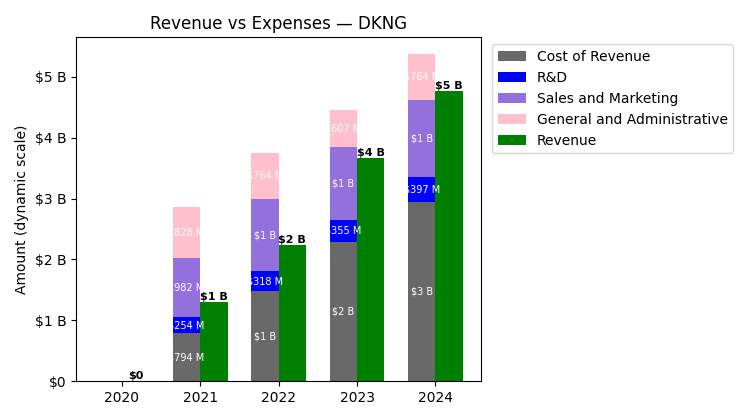 Revenue vs Expenses — DKNG
Cost of Revenue
R&D
Sales and Marketing
General and Administrative
Revenue
Amount (dynamic scale)
$5 B
$4 B
$3 B
$2 B
$1 B
$0
$0
$828 M
$982 M
$254 M
$794 M
$1 B
$764 M
$1 B
$318 M
$1 B
$2 B
$607 M
$1 B
$355 M
$2 B
$4 B
$764 M
$1 B
$397 M
$3 B
$5 B
2020 2021 2022 2023 2024